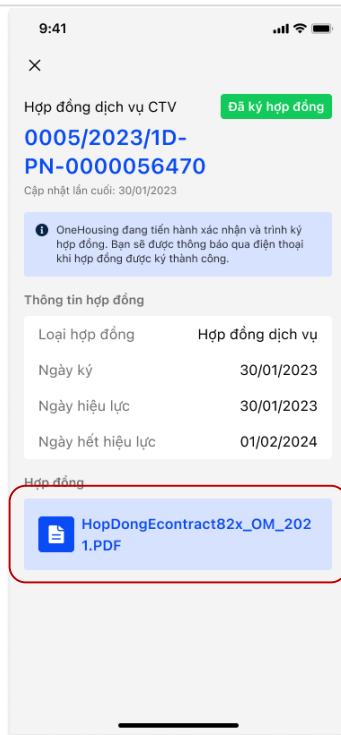 9:41
Hợp đồng dịch vụ CTV
Đã ký hợp đồng
0005/2023/1D-
PN-0000056470
Cập nhật lần cuối: 30/01/2023
OneHousing đang tiến hành xác nhận và trình ký
hợp đồng. Bạn sẽ được thông báo qua điện thoại
khi hợp đồng được ký thành công.
Thông tin hợp đồng
Loại hợp đồng Hợp đồng dịch vụ
Ngày ký 30/01/2023
Ngày hiệu lực 30/01/2023
Ngày hết hiệu lực 01/02/2024
Hợp đồng
HopDongEcontract82x_OM_202
1.PDF